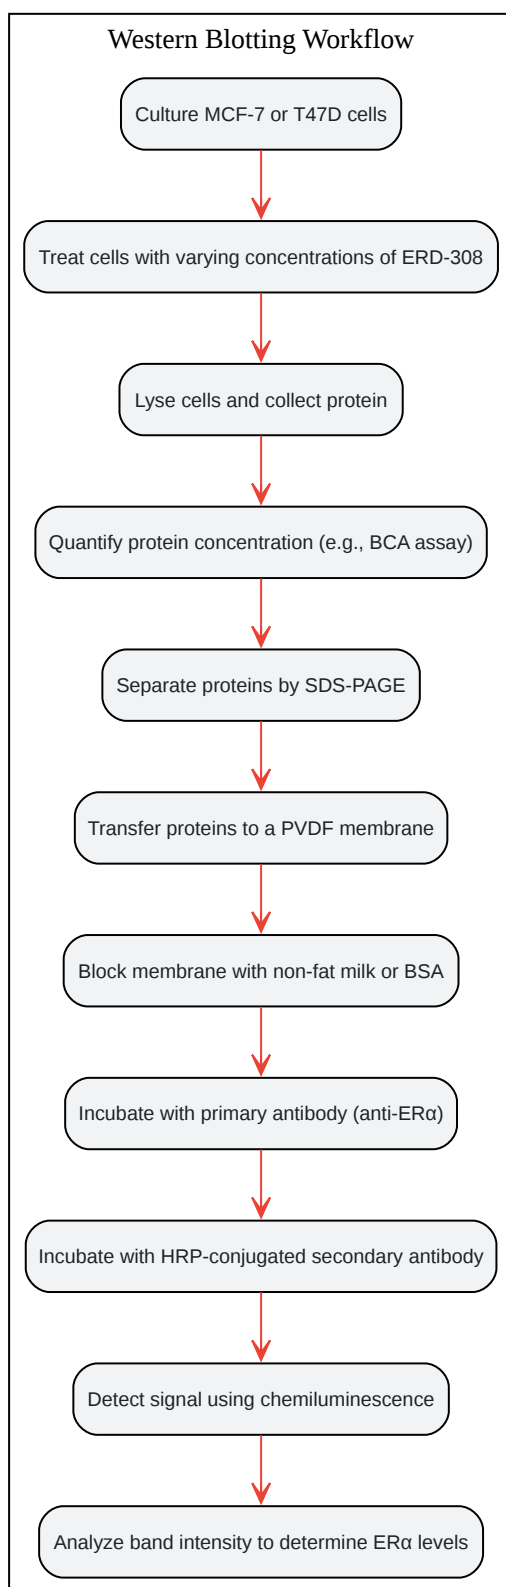 Western Blotting Workflow
Culture MCF-7 or T47D cells
Treat cells with varying concentrations of ERD-308
Lyse cells and collect protein
Quantify protein concentration (e.g., BCA assay)
Separate proteins by SDS-PAGE
Transfer proteins to a PVDF membrane
Block membrane with non-fat milk or BSA
Incubate with primary antibody (anti-ERα)
Incubate with HRP-conjugated secondary antibody
Detect signal using chemiluminescence
Analyze band intensity to determine ERα levels